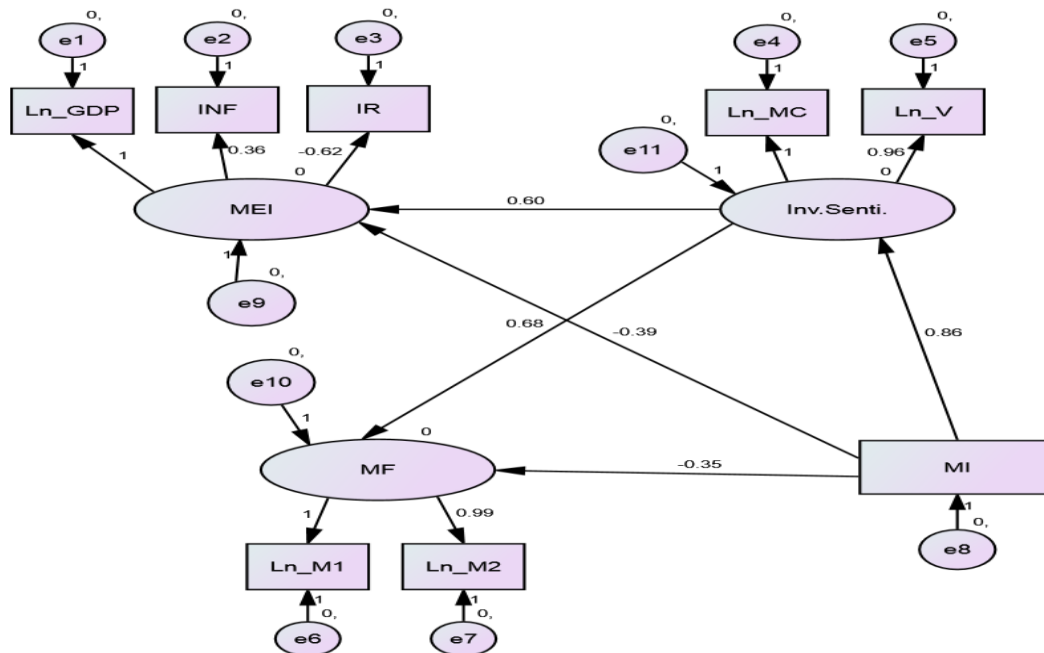 0,
0,
0,
0,
0,
e1
e2
e3
e4
e5
1
1
1
1
1
Ln_GDP
INF
IR
Ln_MC
Ln_V
0,
e11
1
0.36
-0.62
1
0.96
0
1
0
MEI
0.60
Inv.Senti.
1
0,
e9
0.68
-0.39
0.86
0,
e10
1
0
MF
-0.35
MI
1
0.99
1
0,
e8
Ln_M1
Ln_M2
1
0,
1
0,
e6
e7